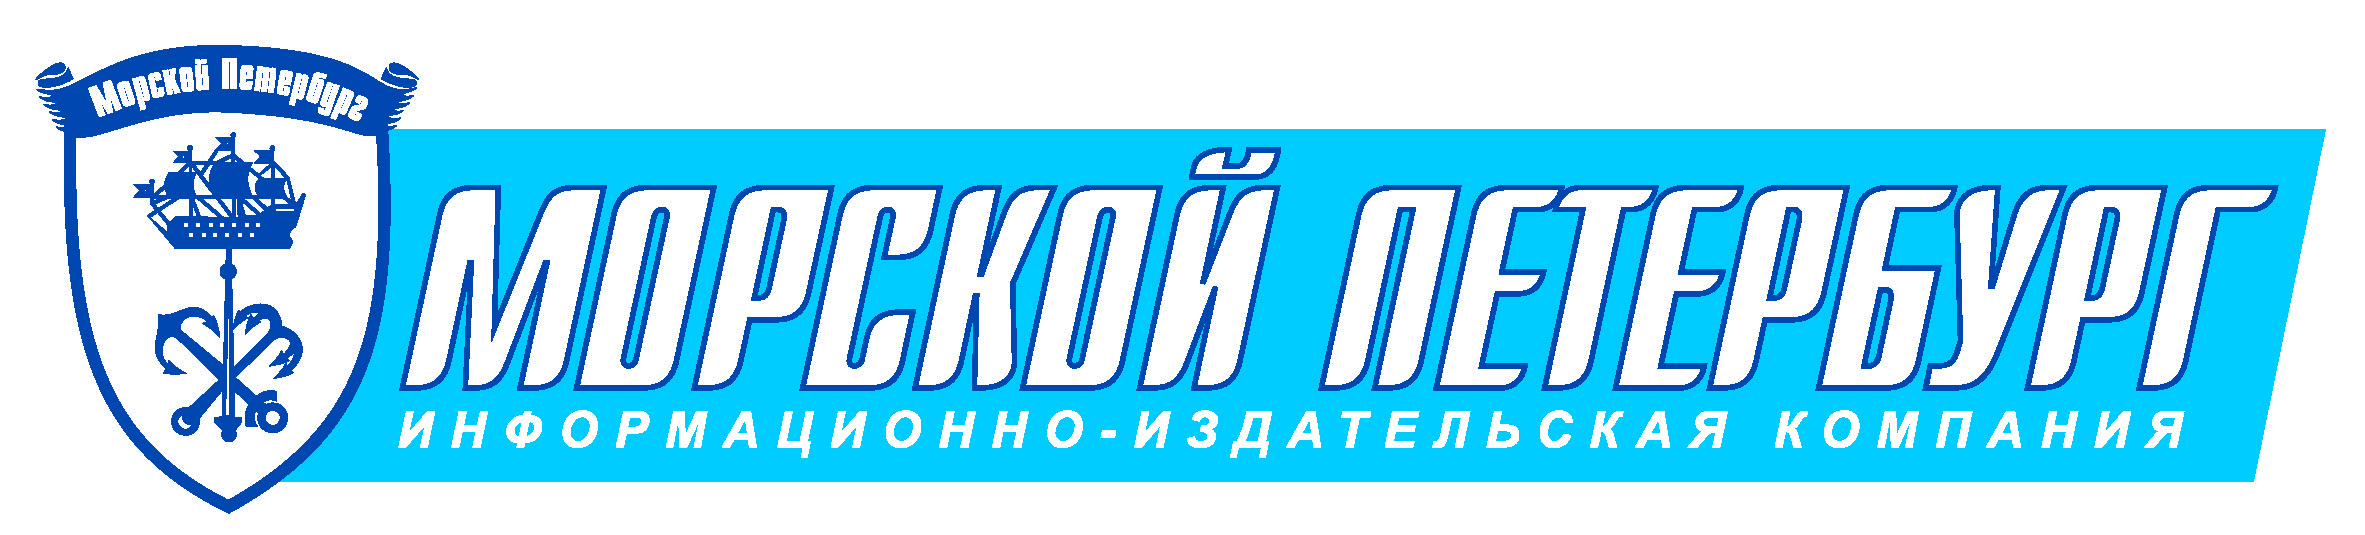 Морской Петербург
МОРСКОЙ ПЕТЕРБУРГ
ИНФОРМАЦИОННО-ИЗДАТЕЛЬСКАЯ КОМПАНИЯ